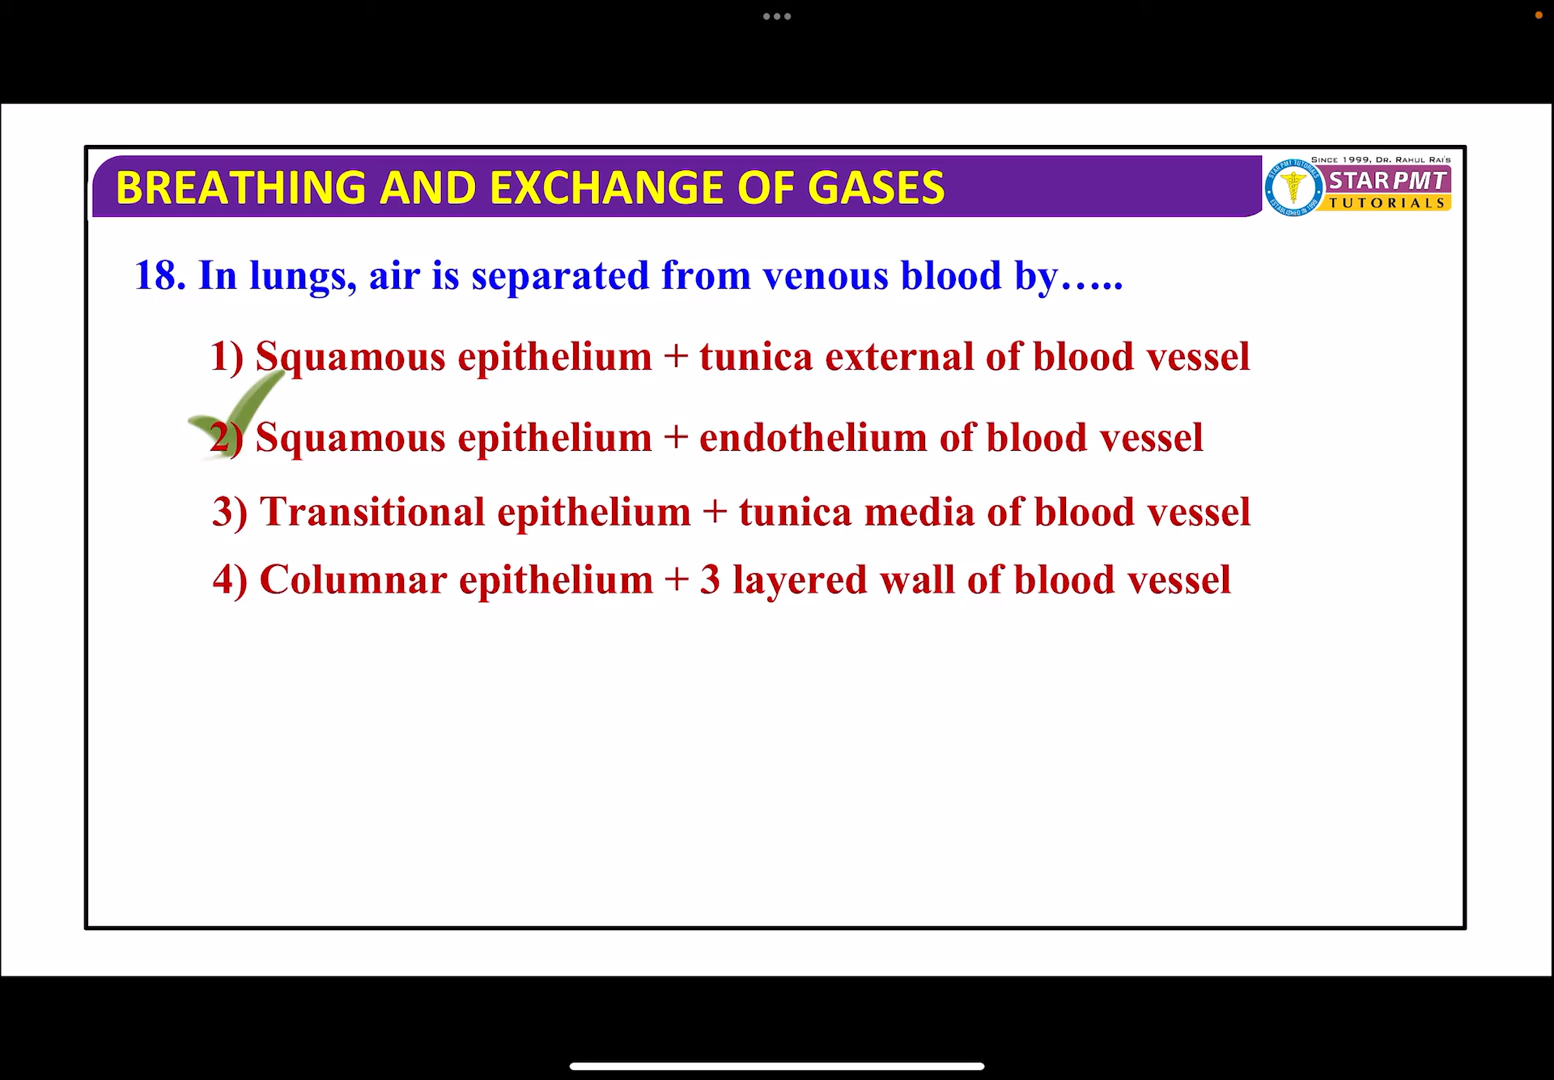 BREATHING AND EXCHANGE OF GASES
SINCE 1999, DR. RAHUL RAI'S
STAR PMT
TUTORIALS
18. In lungs, air is separated from venous blood by…..
1) Squamous epithelium + tunica external of blood vessel
2) Squamous epithelium + endothelium of blood vessel
3) Transitional epithelium + tunica media of blood vessel
4) Columnar epithelium + 3 layered wall of blood vessel